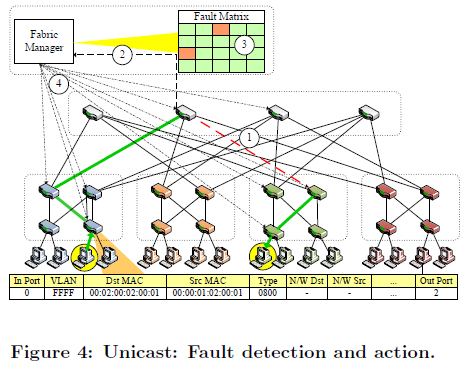 Fault Matrix
Fabric
Manager
3
2
4
1
In Port VLAN Dst MAC Src MAC Type N/W Dst N/W Src ... Out Port
0 FFFF 00:02:00:02:00:01 00:00:01:02:00:01 0800 - - ... 2
Figure 4: Unicast: Fault detection and action.